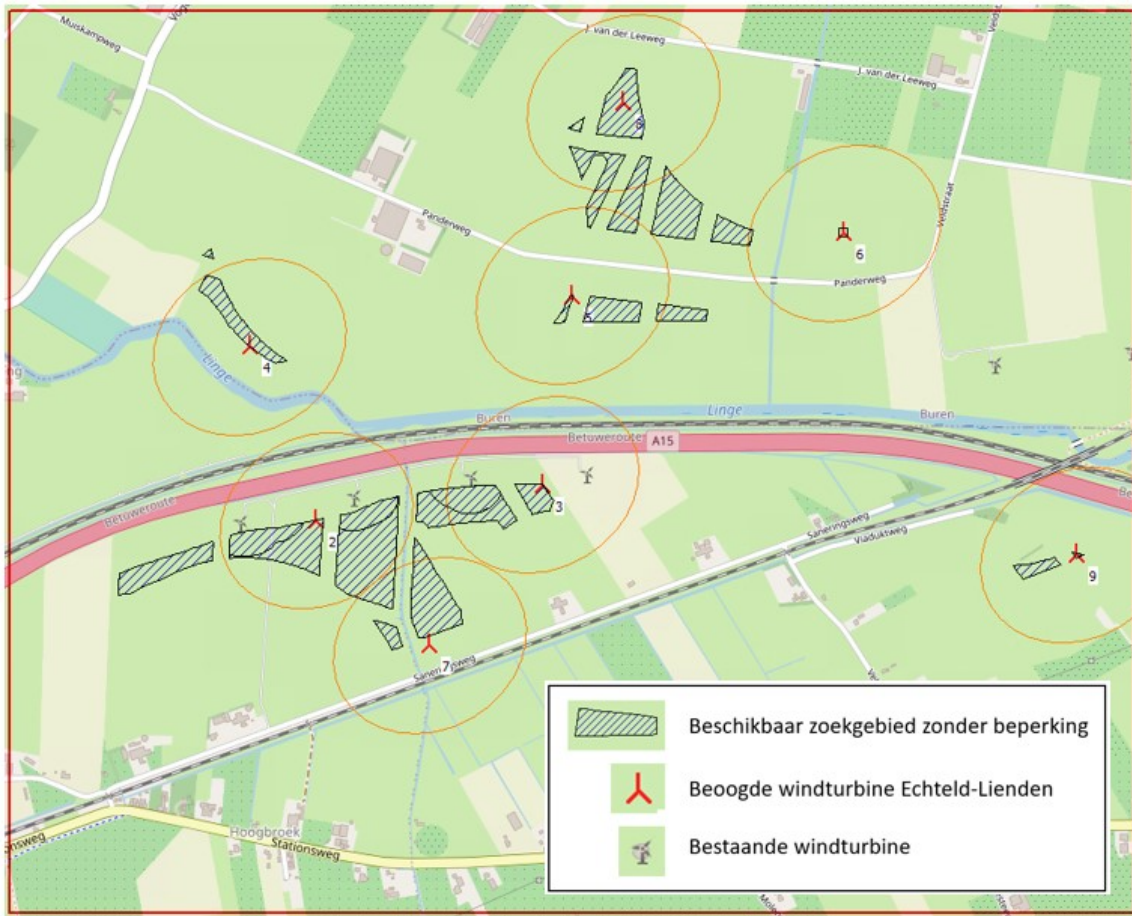 Muiskampweg
J. van der Leeweg
J. van der Leeweg
8
Panderweg
Veldstraat
6
Panderweg
5
4
Linge
Buren
Linge
Buren
Betuweroute
A15
Betuweroute
3
2
Saneringsweg
Viaduktweg
9
7
Beschikbaar zoekgebied zonder beperking
Beoogde windturbine Echteld-Lienden
Bestaande windturbine
Hoogbroek
Stationsweg